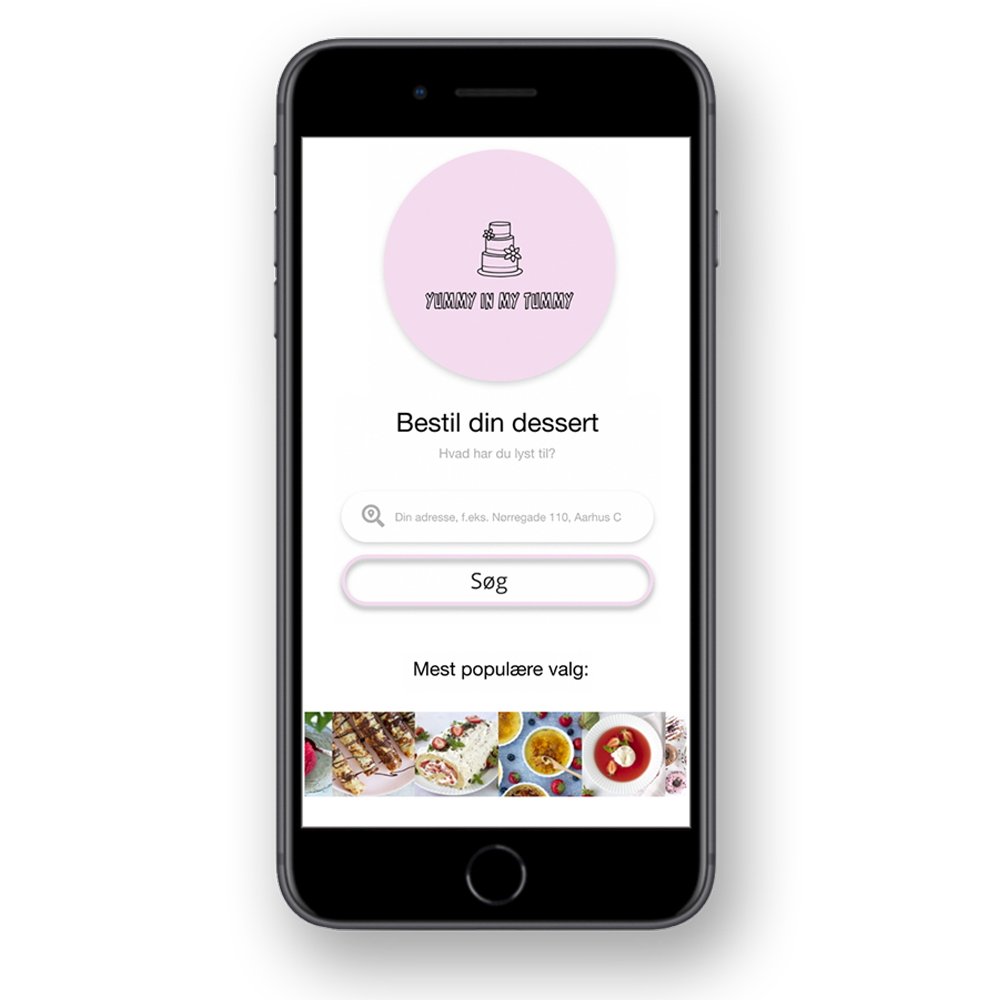 YUMMY IN MY TUMMY
Bestil din dessert
Hvad har du lyst til?
Din adresse, f.eks. Nørregade 110, Aarhus C
Søg
Mest populære valg: